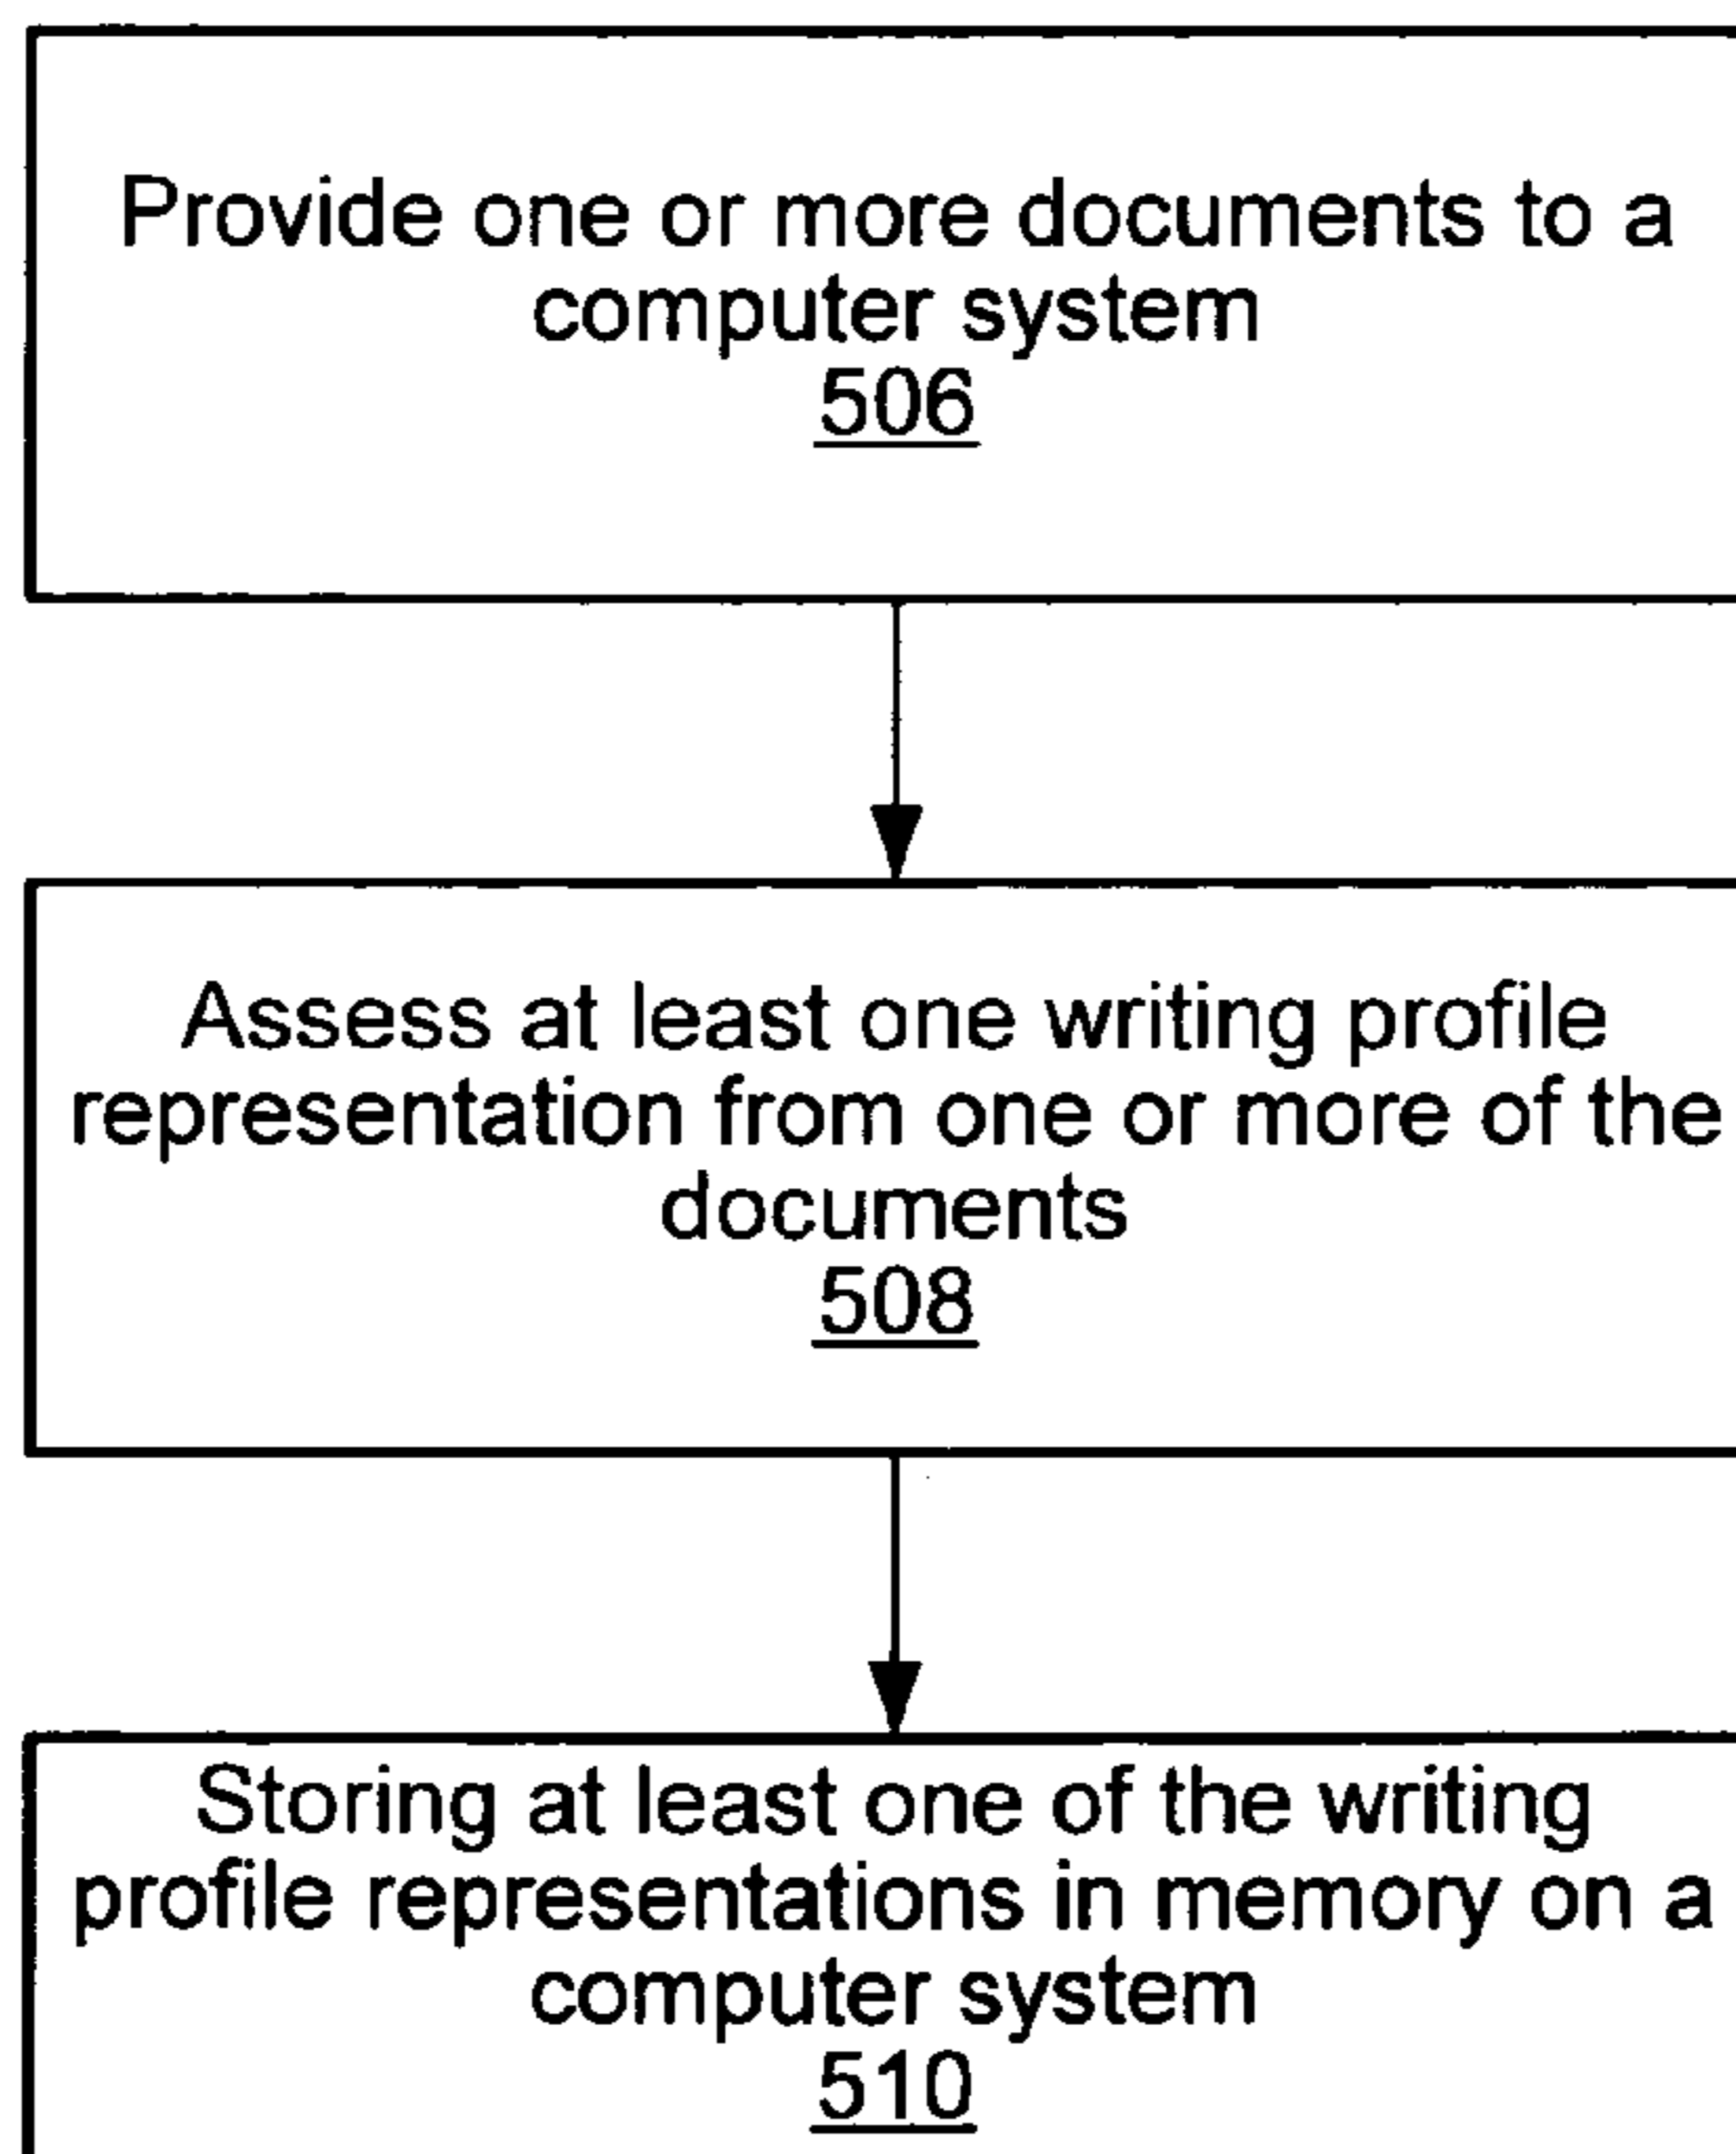 Provide one or more documents to a
computer system
506
Assess at least one writing profile
representation from one or more of the
documents
508
Storing at least one of the writing
profile representations in memory on a
computer system
510